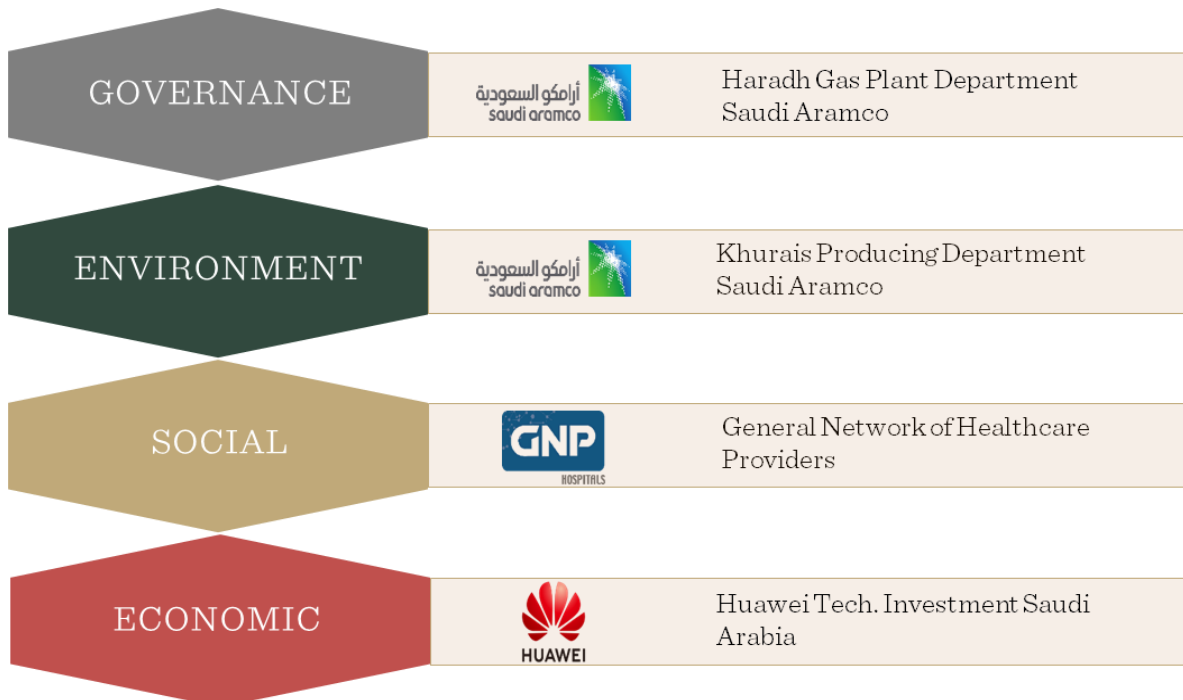 GOVERNANCE
أرامكو السعودية
saudi aramco
Haradh Gas Plant Department
Saudi Aramco
ENVIRONMENT
أرامكو السعودية
saudi aramco
Khurais Producing Department
Saudi Aramco
SOCIAL
GNP
HOSPITALS
General Network of Healthcare
Providers
ECONOMIC
HUAWEI
Huawei Tech. Investment Saudi
Arabia